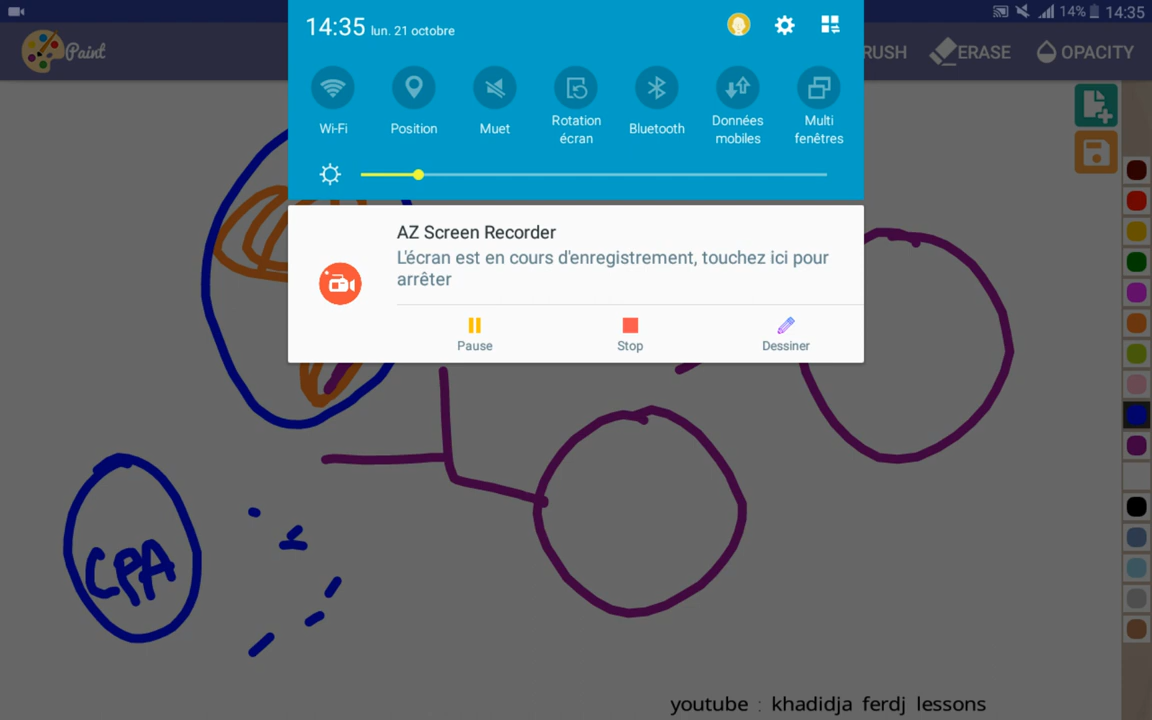 14:35 lun. 21 octobre
14% 14:35
Paint
RUSH
ERASE
OPACITY
Wi-Fi
Position
Muet
Rotation
écran
Bluetooth
Données
mobiles
Multi
fenêtres
AZ Screen Recorder
L'écran est en cours d'enregistrement, touchez ici pour
arrêter
Pause
Stop
Dessiner
CPA
youtube : khadidja ferdj lessons